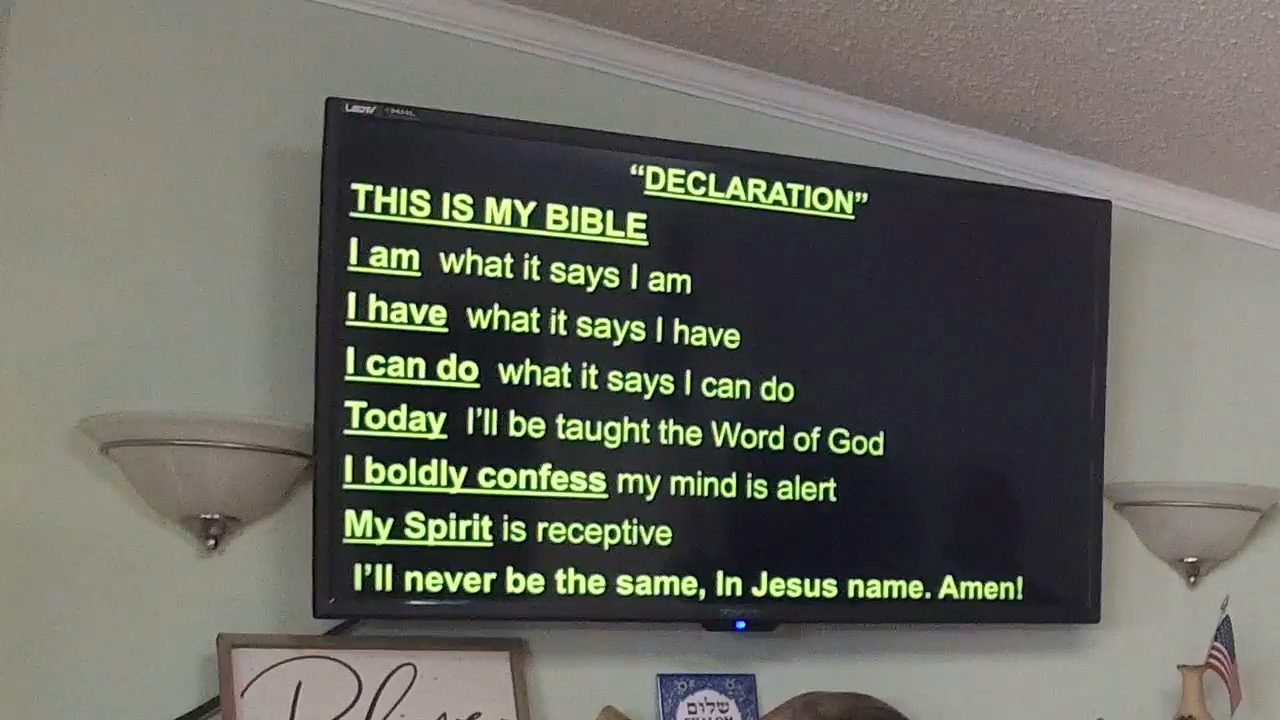 “DECLARATION”
THIS IS MY BIBLE
I am what it says I am
I have what it says I have
I can do what it says I can do
Today I’ll be taught the Word of God
I boldly confess my mind is alert
My Spirit is receptive
I’ll never be the same, In Jesus name. Amen!
שלום
SHALOM